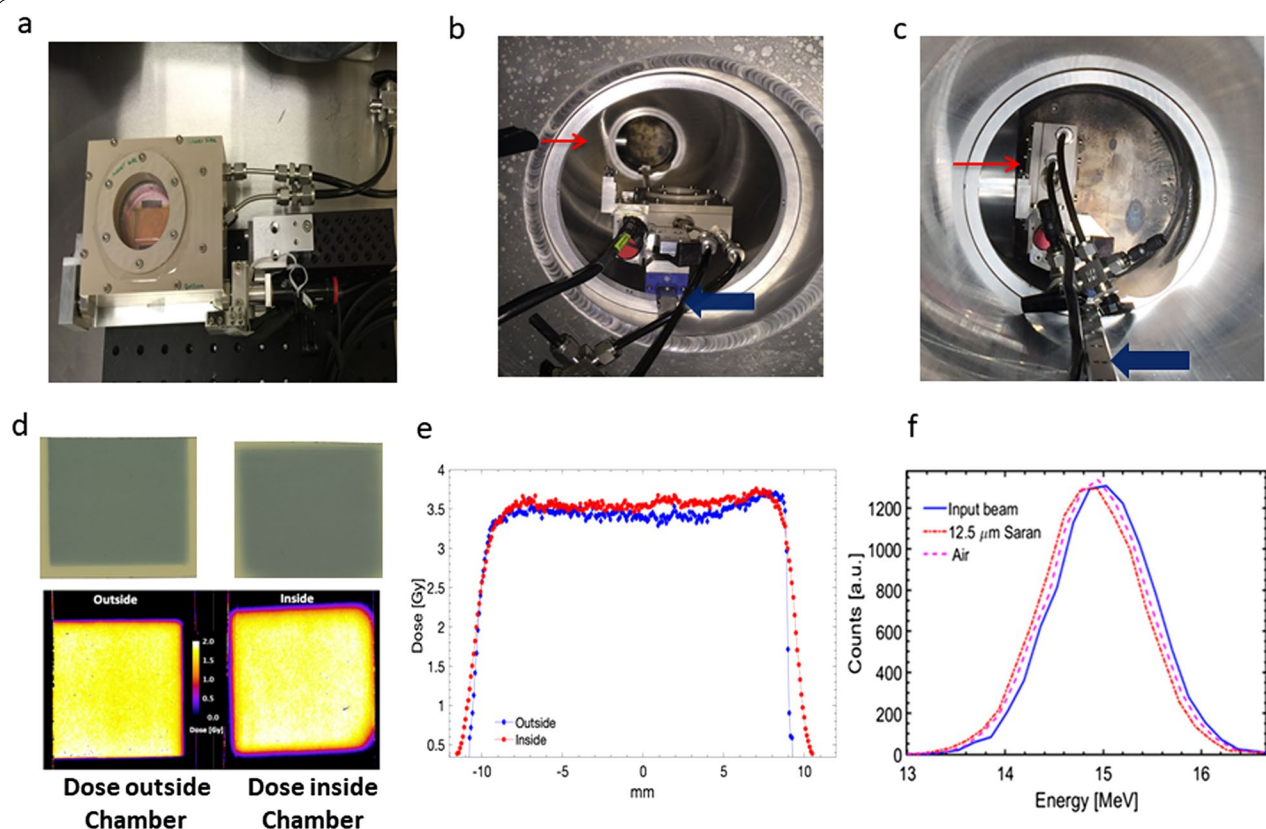 a
b
c
d
e
f
Outside
Inside
2.0
1.5
1.0
0.5
0.0
Dose [Gy]
Dose outside
Chamber
Dose inside
Chamber
4
3.5
3
2.5
2
1.5
1
0.5
Dose [Gy]
Outside
Inside
-10
-5
0
5
10
mm
1200
1000
800
600
400
200
0
Counts [a.u.]
Input beam
12.5 μm Saran
Air
13
14
15
16
Energy [MeV]